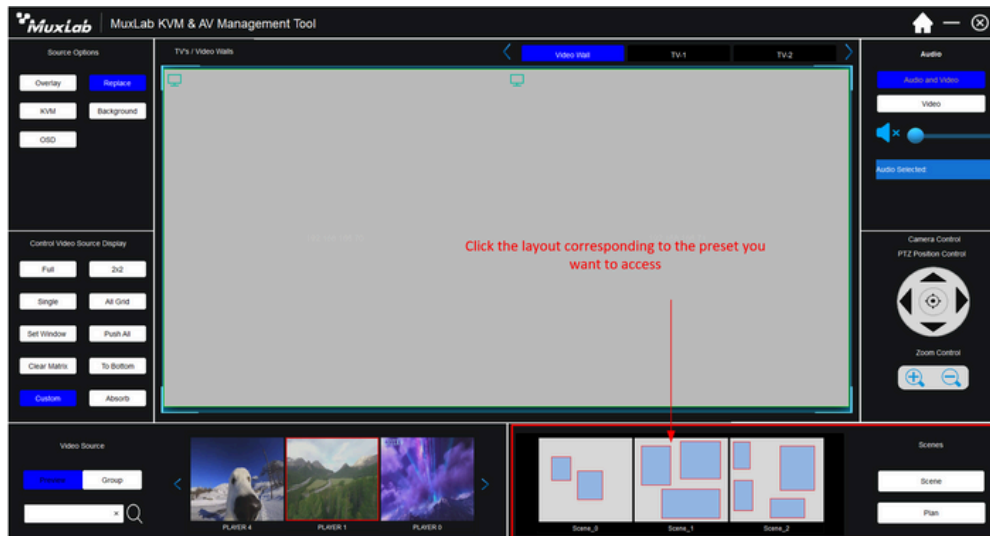 MuxLab
MuxLab KVM & AV Management Tool
Source Options
Overlay
Replace
KVM
Background
OSD
TV's / Video Walls
Video Wall
TV-1
TV-2
Audio
Audio and Video
Video
Audio Selected:
Control Video Source Display
Full
2x2
Single
All Grid
Set Window
Push All
Clear Matrix
To Bottom
Custom
Absorb
Click the layout corresponding to the preset you
want to access
Camera Control
PTZ Position Control
Zoom Control
Video Source
Group
PLAYER 4
PLAYER 1
PLAYER 0
Scene_0
Scene_1
Scene_2
Scenes
Scene
Plan